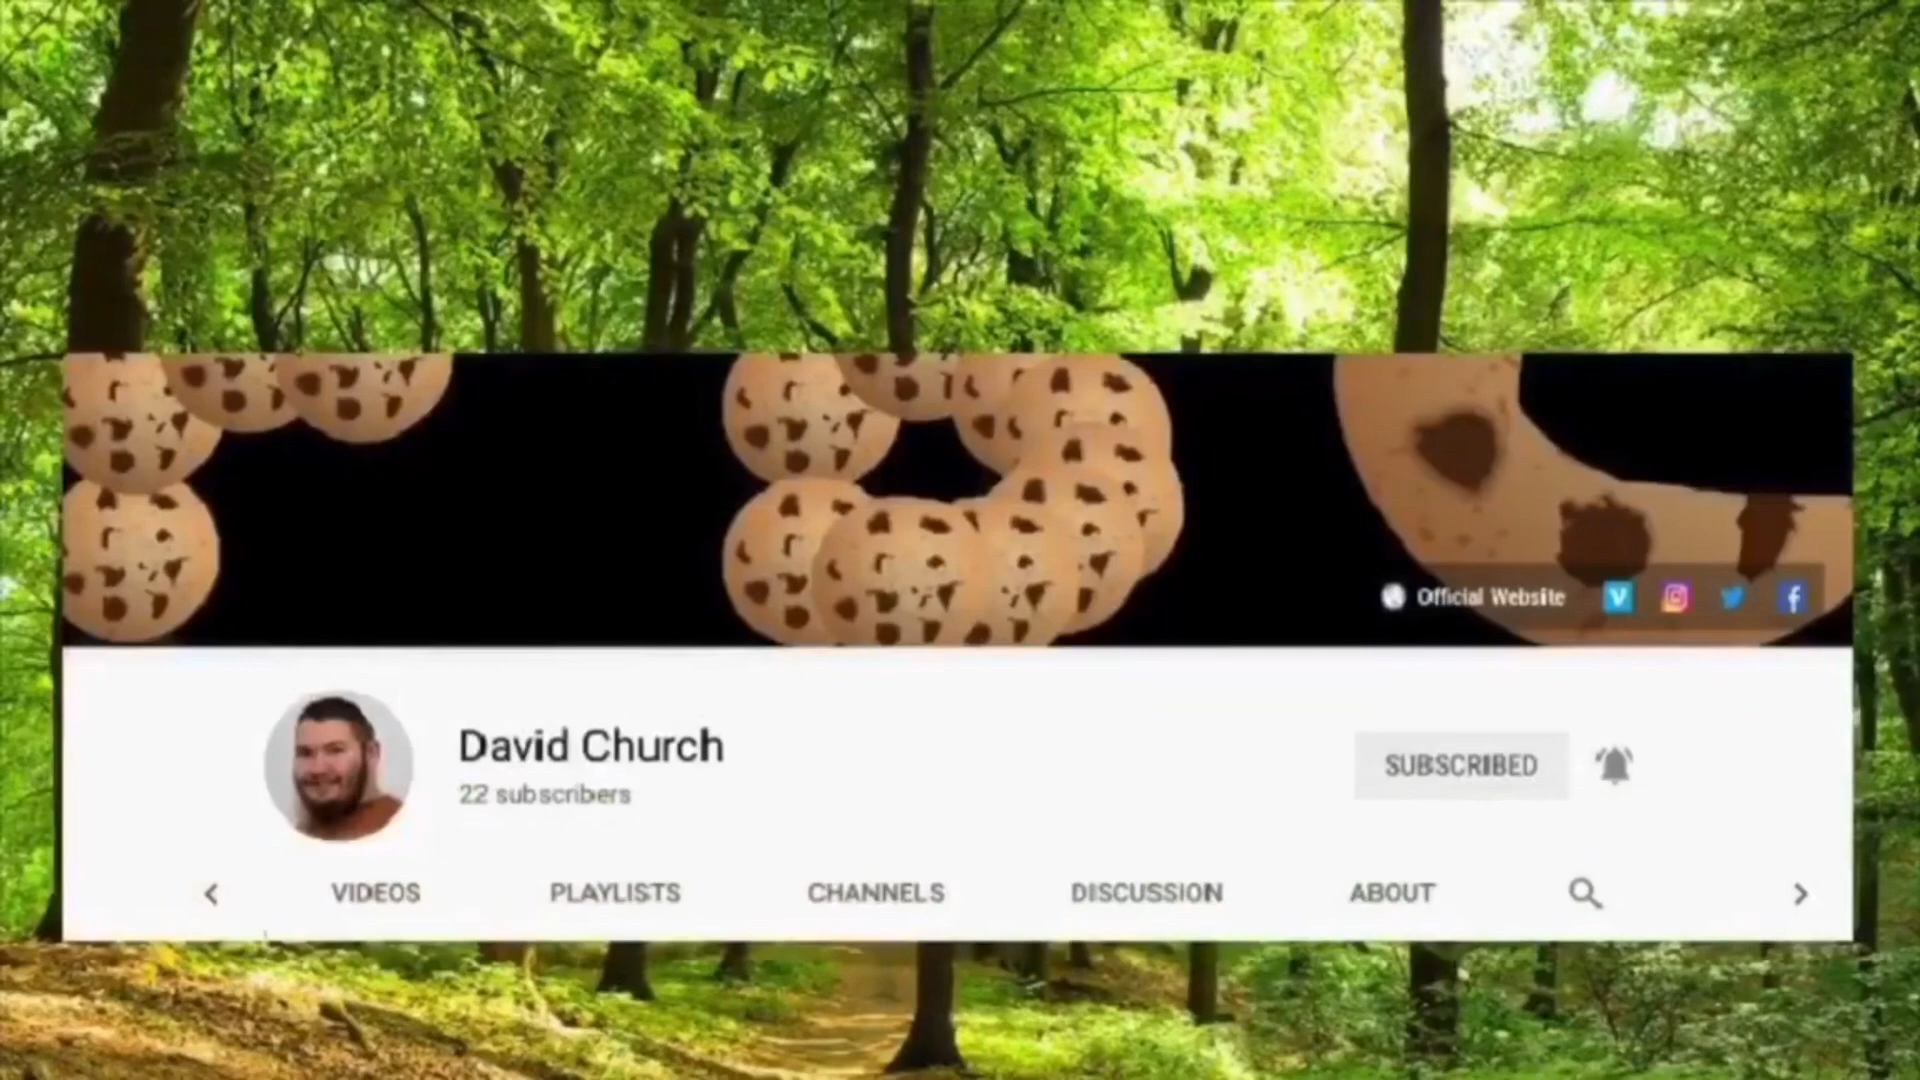 Official Website
David Church
22 subscribers
SUBSCRIBED
VIDEOS PLAYLISTS CHANNELS DISCUSSION ABOUT